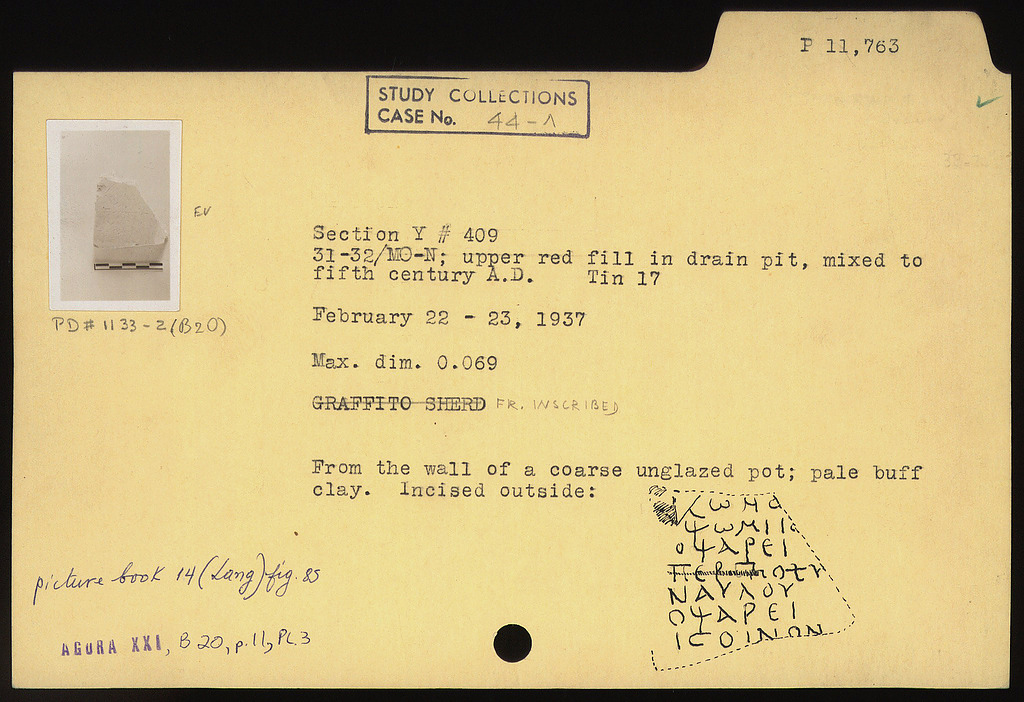 P 11,763
STUDY COLLECTIONS
CASE No. 44-Λ
EV
Section Y # 409
31-32/MO-N; upper red fill in drain pit, mixed to
fifth century A.D. Tin 17
PD# 1133-2(B20)
February 22 - 23, 1937
Max. dim. 0.069
GRAFFITO SHERD FR. INSCRIBED
From the wall of a coarse unglazed pot; pale buff
clay. Incised outside:
ΨΩΜΙΑ
ΟΨΑΡΕΙ
ΝΑΥΛΟΥ
ΟΨΑΡΕΙ
ΙϹΟΙΝΟΝ
picture book 14 (Lang) fig. 85
AGORA XXI, B 20, p.11, PL.3